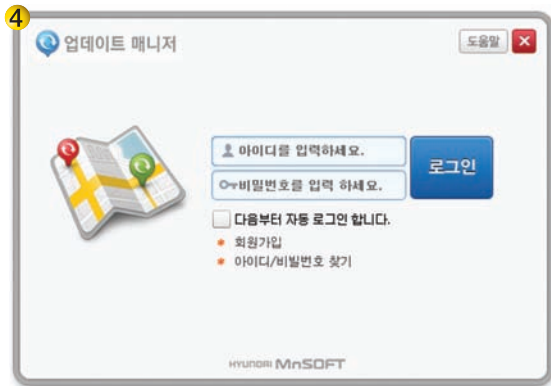 4
업데이트 매니저
도움말
아이디를 입력하세요.
비밀번호를 입력 하세요.
로그인
다음부터 자동 로그인 합니다.
회원가입
아이디/비밀번호 찾기
HYUNDAI MnSOFT